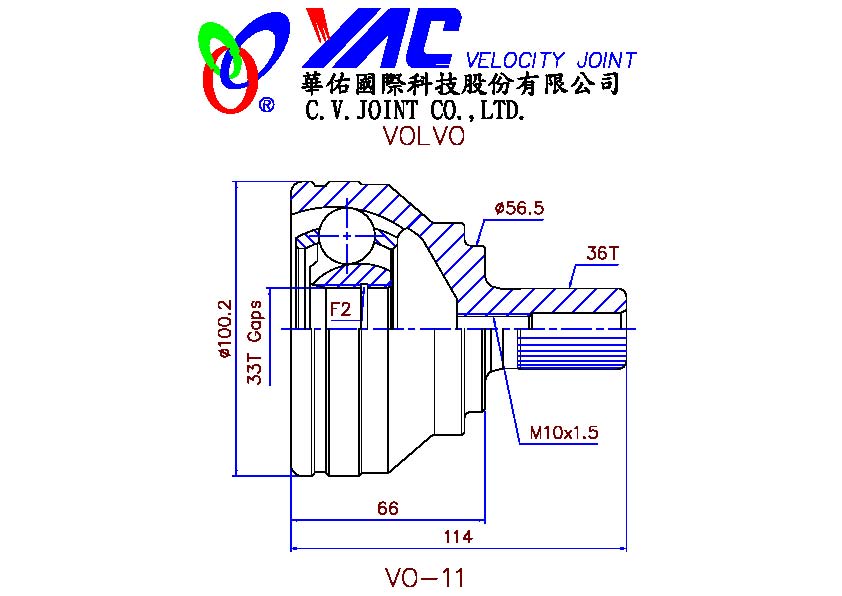 VAC VELOCITY JOINT
華佑國際科技股份有限公司
C.V.JOINT CO.,LTD.
®
VOLVO
ø56.5
36T
F2
ø100.2
33T Gaps
M10x1.5
66
114
VO-11